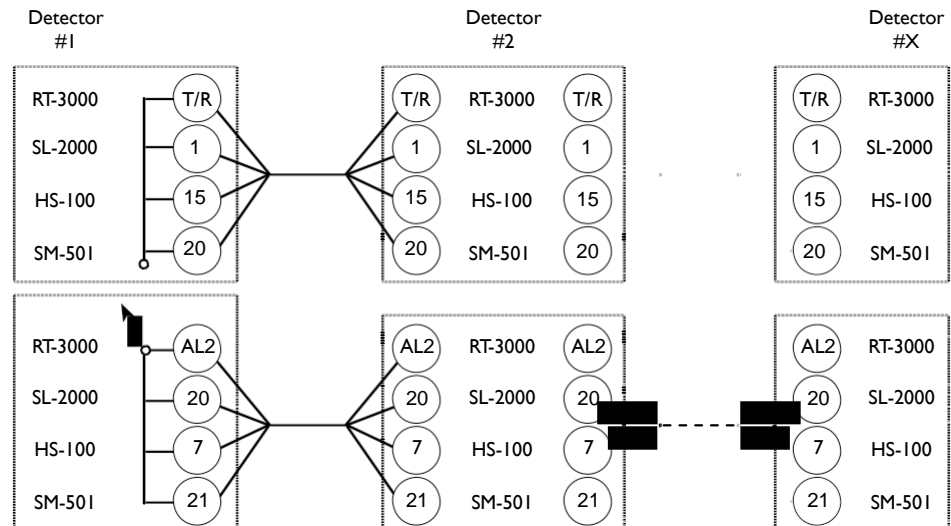 Detector Detector Detector
#1 #2 #X
RT-3000 T/R T/R RT-3000 T/R T/R RT-3000
SL-2000 1 1 SL-2000 1 1 SL-2000
HS-100 15 15 HS-100 15 15 HS-100
SM-501 20 20 SM-501 20 20 SM-501
RT-3000 AL2 AL2 RT-3000 AL2 AL2 RT-3000
SL-2000 20 20 SL-2000 20 20 SL-2000
HS-100 7 7 HS-100 7 7 HS-100
SM-501 21 21 SM-501 21 21 SM-501